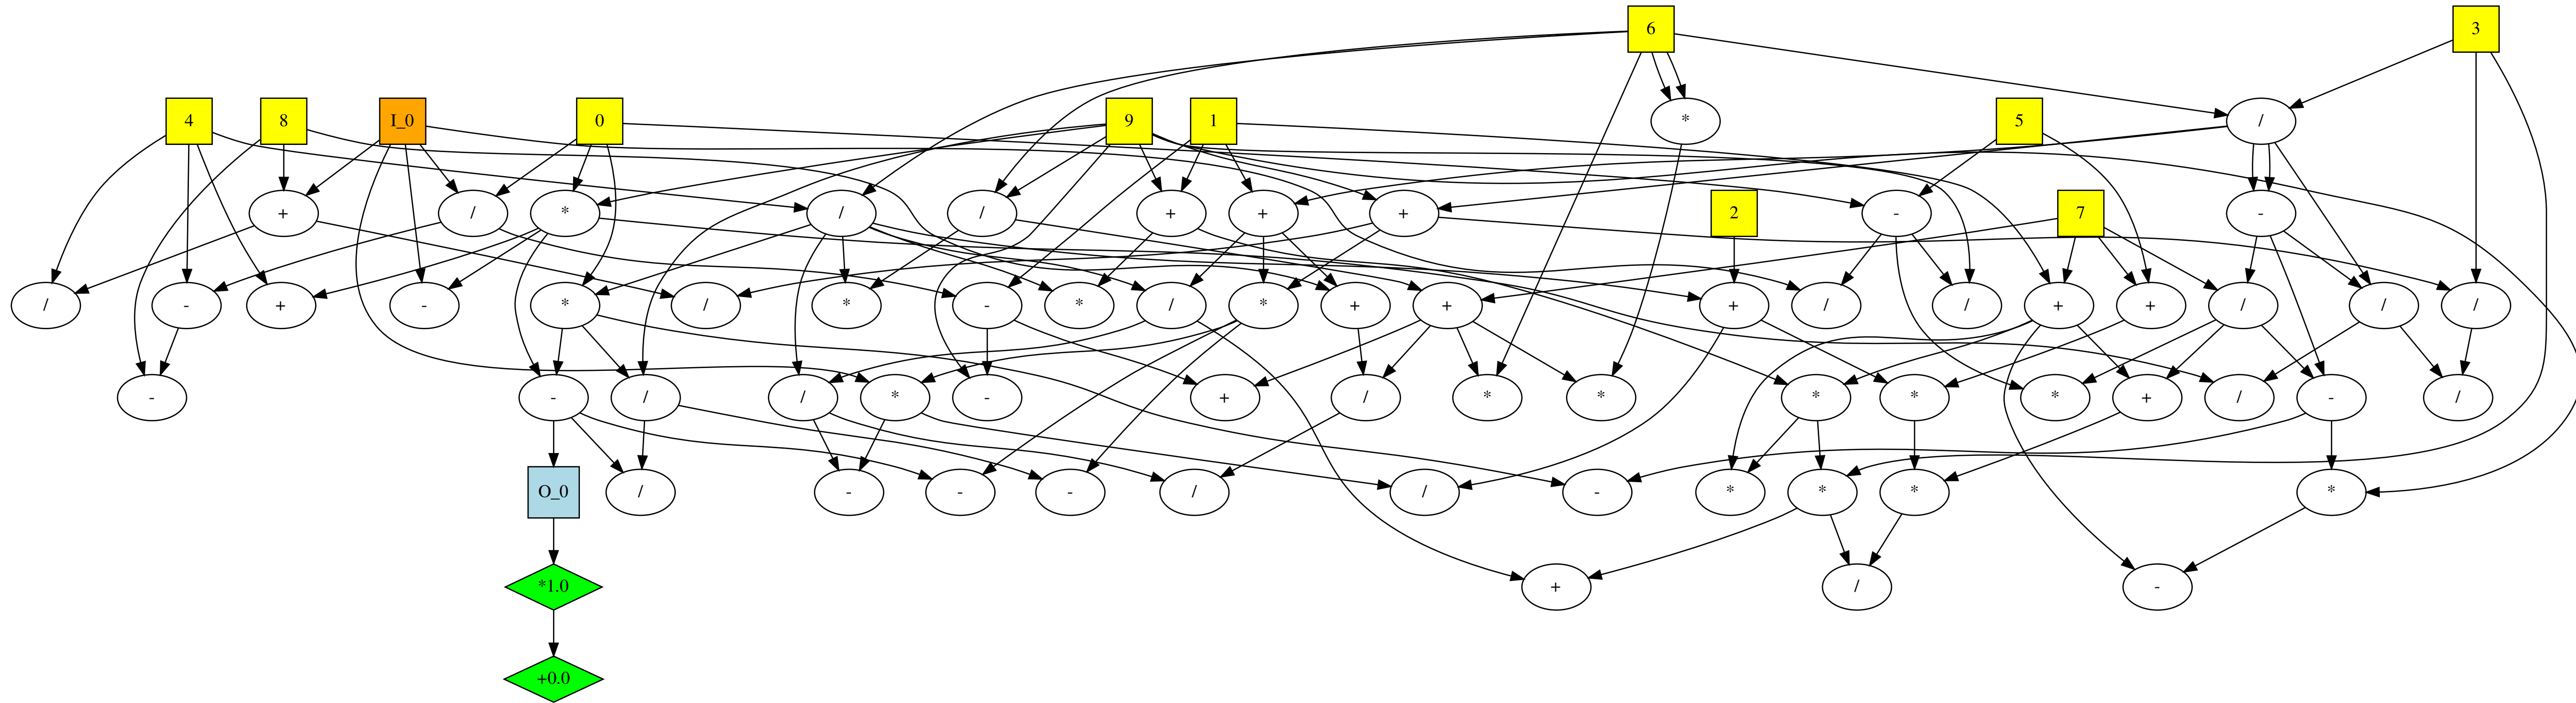 6 3
4 8 I_0 0 9 1 * 5 /
+ / * / / + + + 2 - 7 -
/ - + - * / * - * / * + + + / / + + / / /
- - / / * - + / * * * * * + / - /
O_0 / - - - / / - * * * *
*1.0 + / -
+0.0